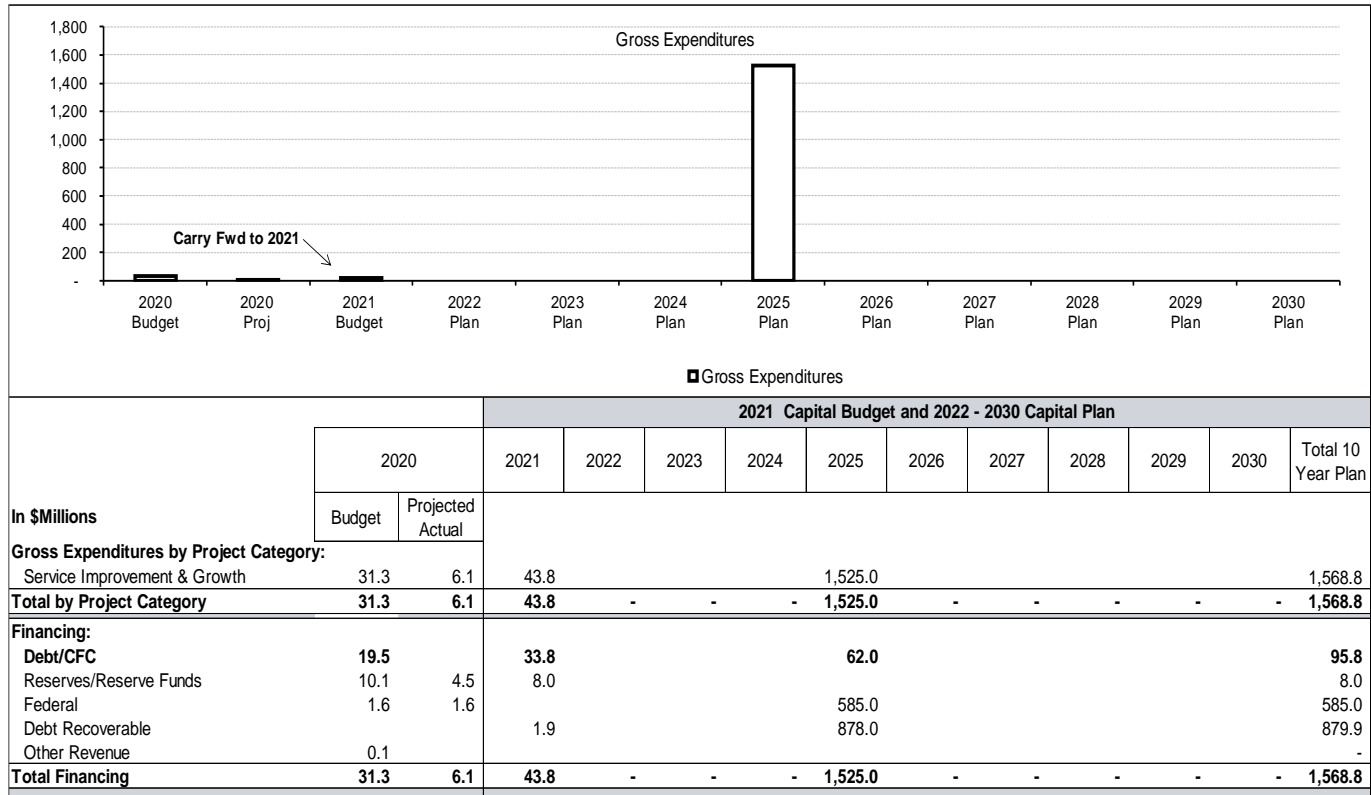 1,800
1,600
1,400
1,200
1,000
800
600
400
200
-
Gross Expenditures
Carry Fwd to 2021
2020 2020 2021 2022 2023 2024 2025 2026 2027 2028 2029 2030
Budget Proj Budget Plan Plan Plan Plan Plan Plan Plan Plan Plan
Gross Expenditures
2021 Capital Budget and 2022 - 2030 Capital Plan
2020 2021 2022 2023 2024 2025 2026 2027 2028 2029 2030 Total 10 Year Plan
In $Millions Budget Projected Actual
Gross Expenditures by Project Category:
Service Improvement & Growth 31.3 6.1 43.8 1,525.0 1,568.8
Total by Project Category 31.3 6.1 43.8 - - - 1,525.0 - - - - - 1,568.8
Financing:
Debt/CFC 19.5 33.8 62.0 95.8
Reserves/Reserve Funds 10.1 4.5 8.0 8.0
Federal 1.6 1.6 585.0 585.0
Debt Recoverable 1.9 878.0 879.9
Other Revenue 0.1 -
Total Financing 31.3 6.1 43.8 - - - 1,525.0 - - - - - 1,568.8